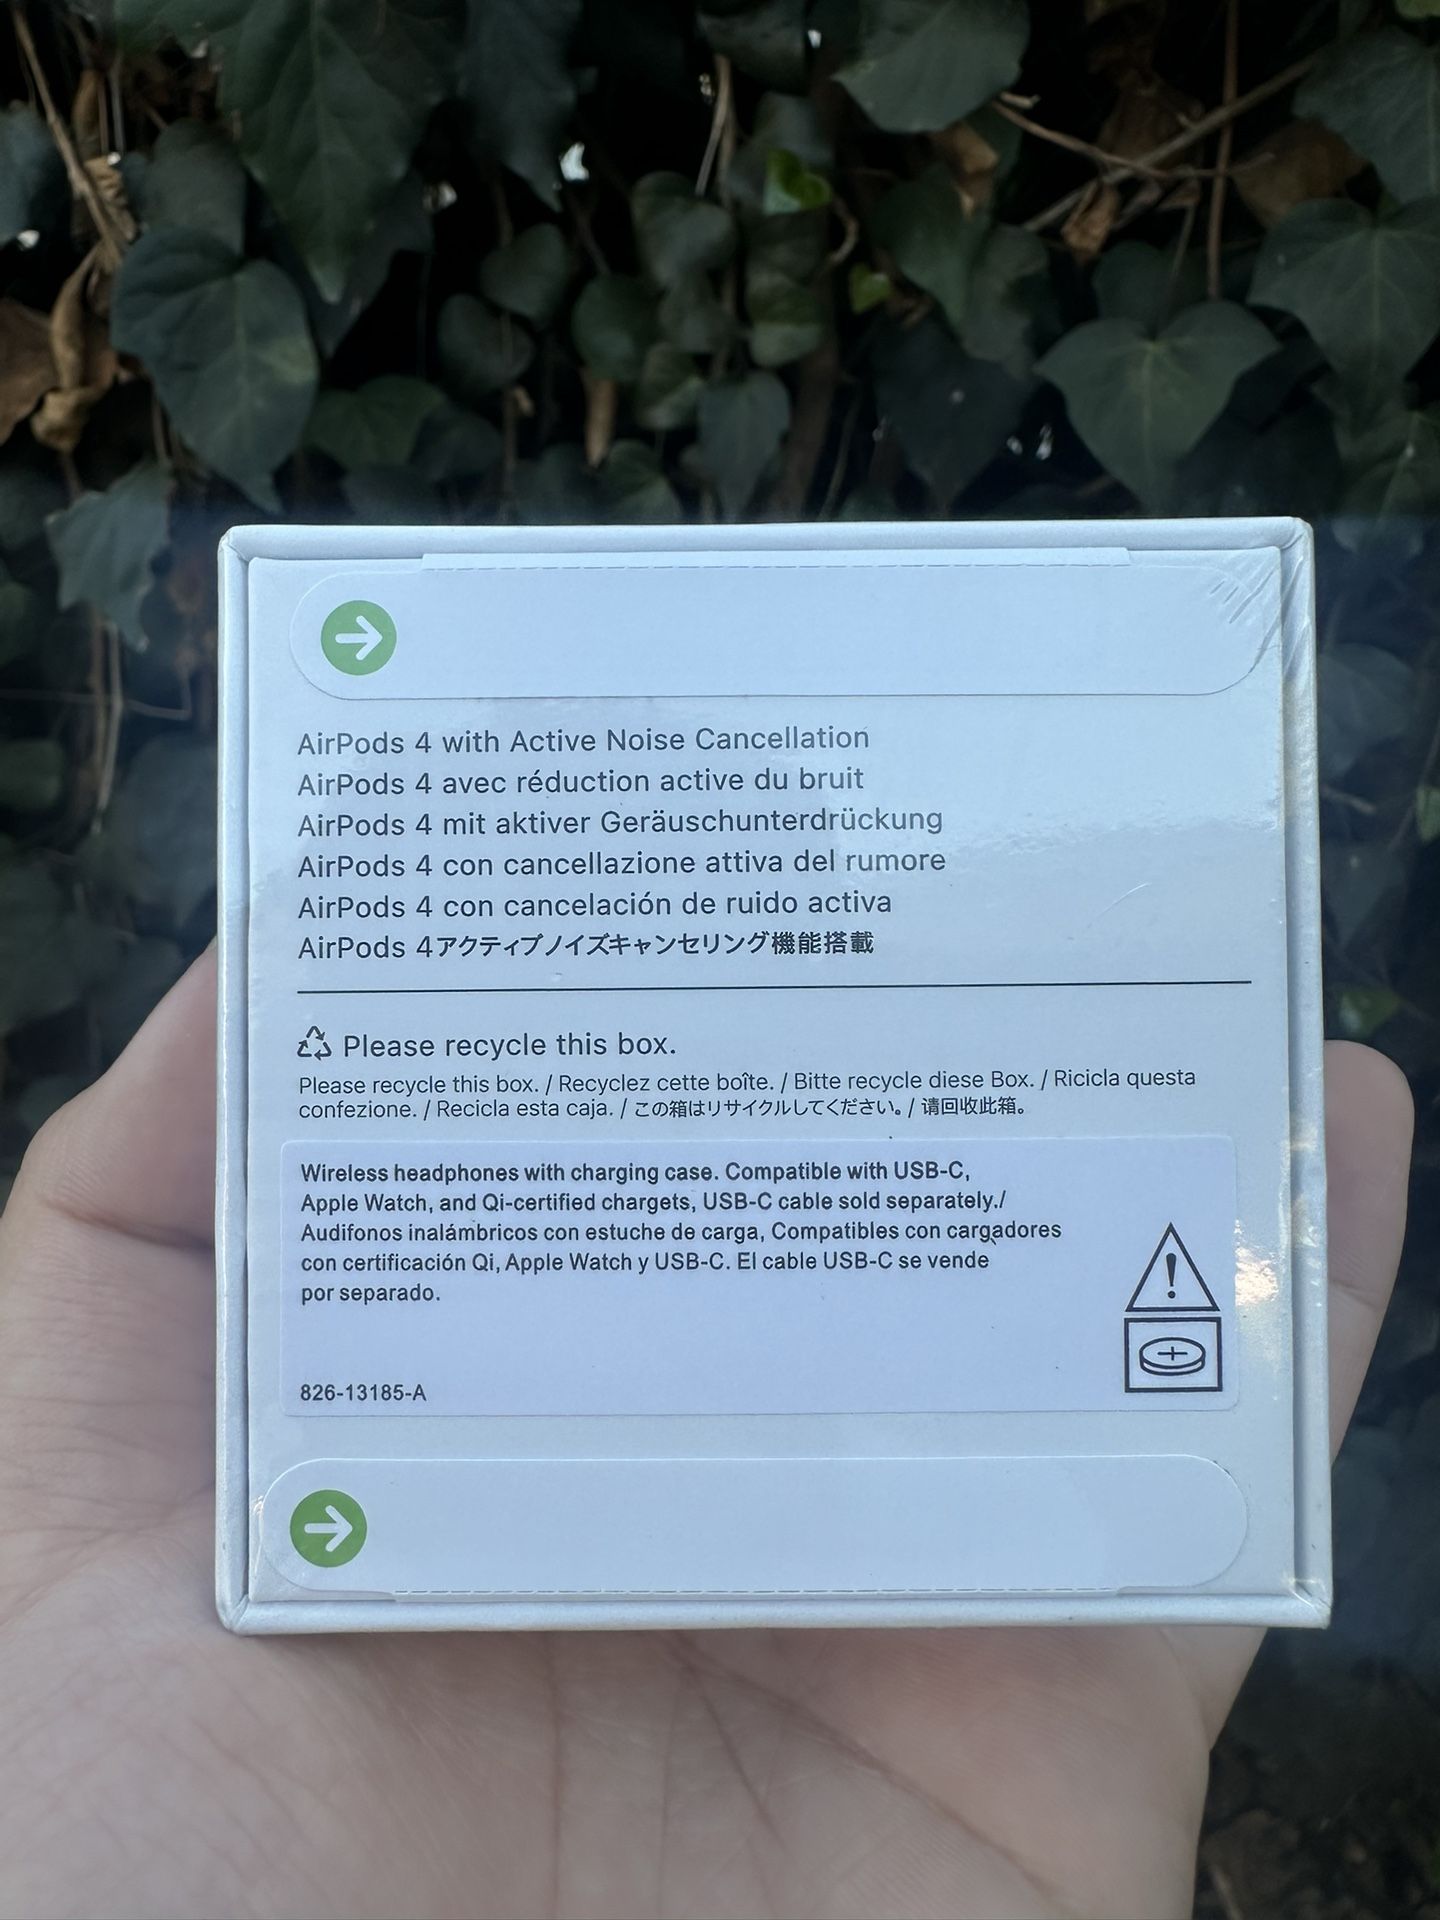 AirPods 4 with Active Noise Cancellation
AirPods 4 avec réduction active du bruit
AirPods 4 mit aktiver Geräuschunterdrückung
AirPods 4 con cancellazione attiva del rumore
AirPods 4 con cancelación de ruido activa
AirPods 4アクティブノイズキャンセリング機能搭載
Please recycle this box.
Please recycle this box. / Recyclez cette boîte. / Bitte recycle diese Box. / Ricicla questa
confezione. / Recicla esta caja. / この箱はリサイクルしてください。/ 请回收此箱。
Wireless headphones with charging case. Compatible with USB-C,
Apple Watch, and Qi-certified chargets, USB-C cable sold separately./
Audifonos inalámbricos con estuche de carga, Compatibles con cargadores
con certificación Qi, Apple Watch y USB-C. El cable USB-C se vende
por separado.
826-13185-A